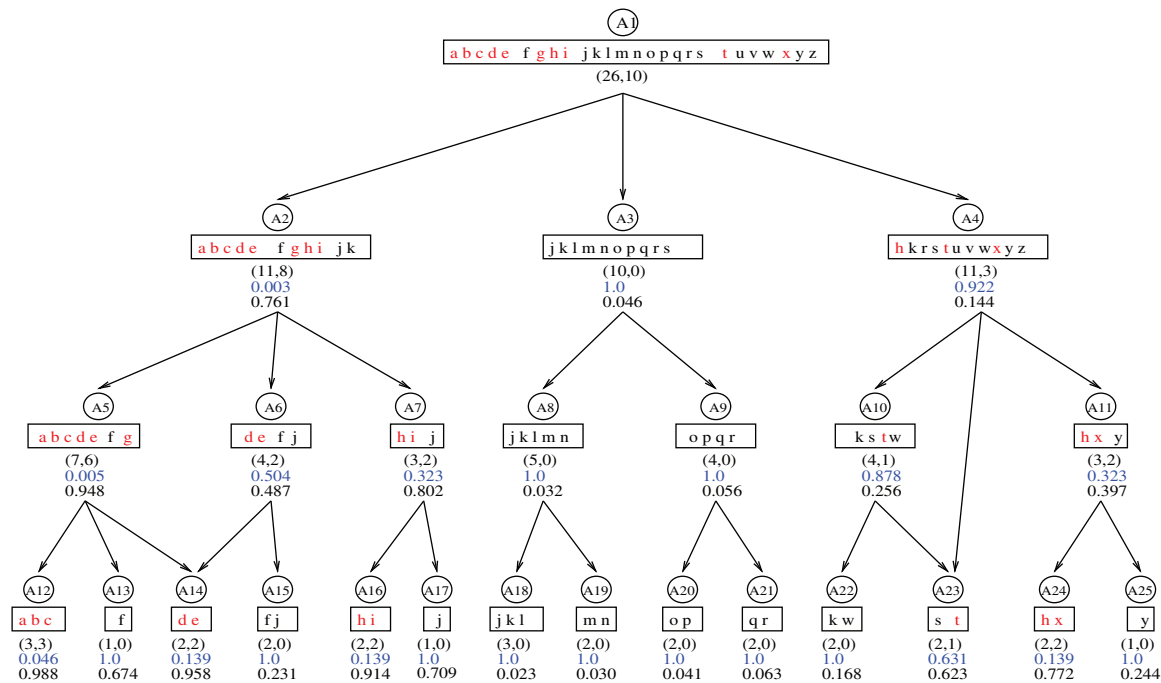 A1
abcde fghi jklmnopqrs tuvwxyz
(26,10)
A2 A3 A4
abcde fghi jk jklmnopqrs hkrstuvwxyz
(11,8) (10,0) (11,3)
0.003 1.0 0.922
0.761 0.046 0.144
A5 A6 A7 A8 A9 A10 A11
abcde f g de f j hi j jklmn opqr kstw hx y
(7,6) (4,2) (3,2) (5,0) (4,0) (4,1) (3,2)
0.005 0.504 0.323 1.0 1.0 0.878 0.323
0.948 0.487 0.802 0.032 0.056 0.256 0.397
A12 A13 A14 A15 A16 A17 A18 A19 A20 A21 A22 A23 A24 A25
abc f de fj hi j jkl mn op qr kw s t hx y
(3,3) (1,0) (2,2) (2,0) (2,2) (1,0) (3,0) (2,0) (2,0) (2,0) (2,0) (2,1) (2,2) (1,0)
0.046 1.0 0.139 1.0 0.139 1.0 1.0 1.0 1.0 1.0 1.0 0.631 0.139 1.0
0.988 0.674 0.958 0.231 0.914 0.709 0.023 0.030 0.041 0.063 0.168 0.623 0.772 0.244